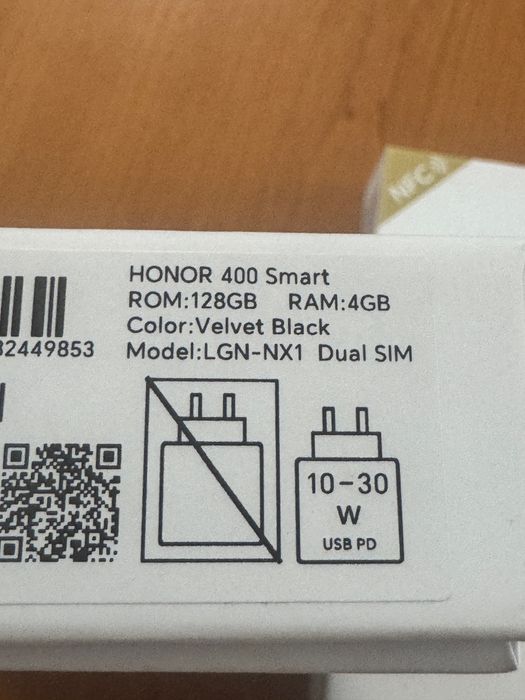 NFC
HONOR 400 Smart
ROM:128GB RAM:4GB
Color:Velvet Black
Model:LGN-NX1 Dual SIM
2449853
10-30
W
USB PD